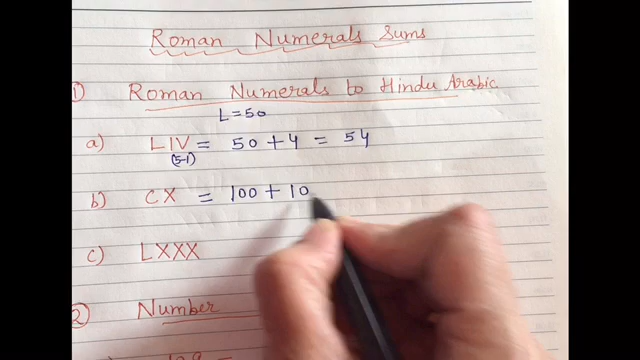 Roman Numerals Sums
① Roman Numerals to Hindu Arabic
L=50
a) LIV = 50 + 4 = 54
(5-1)
b) CX = 100 + 10
c) LXXX
② Number